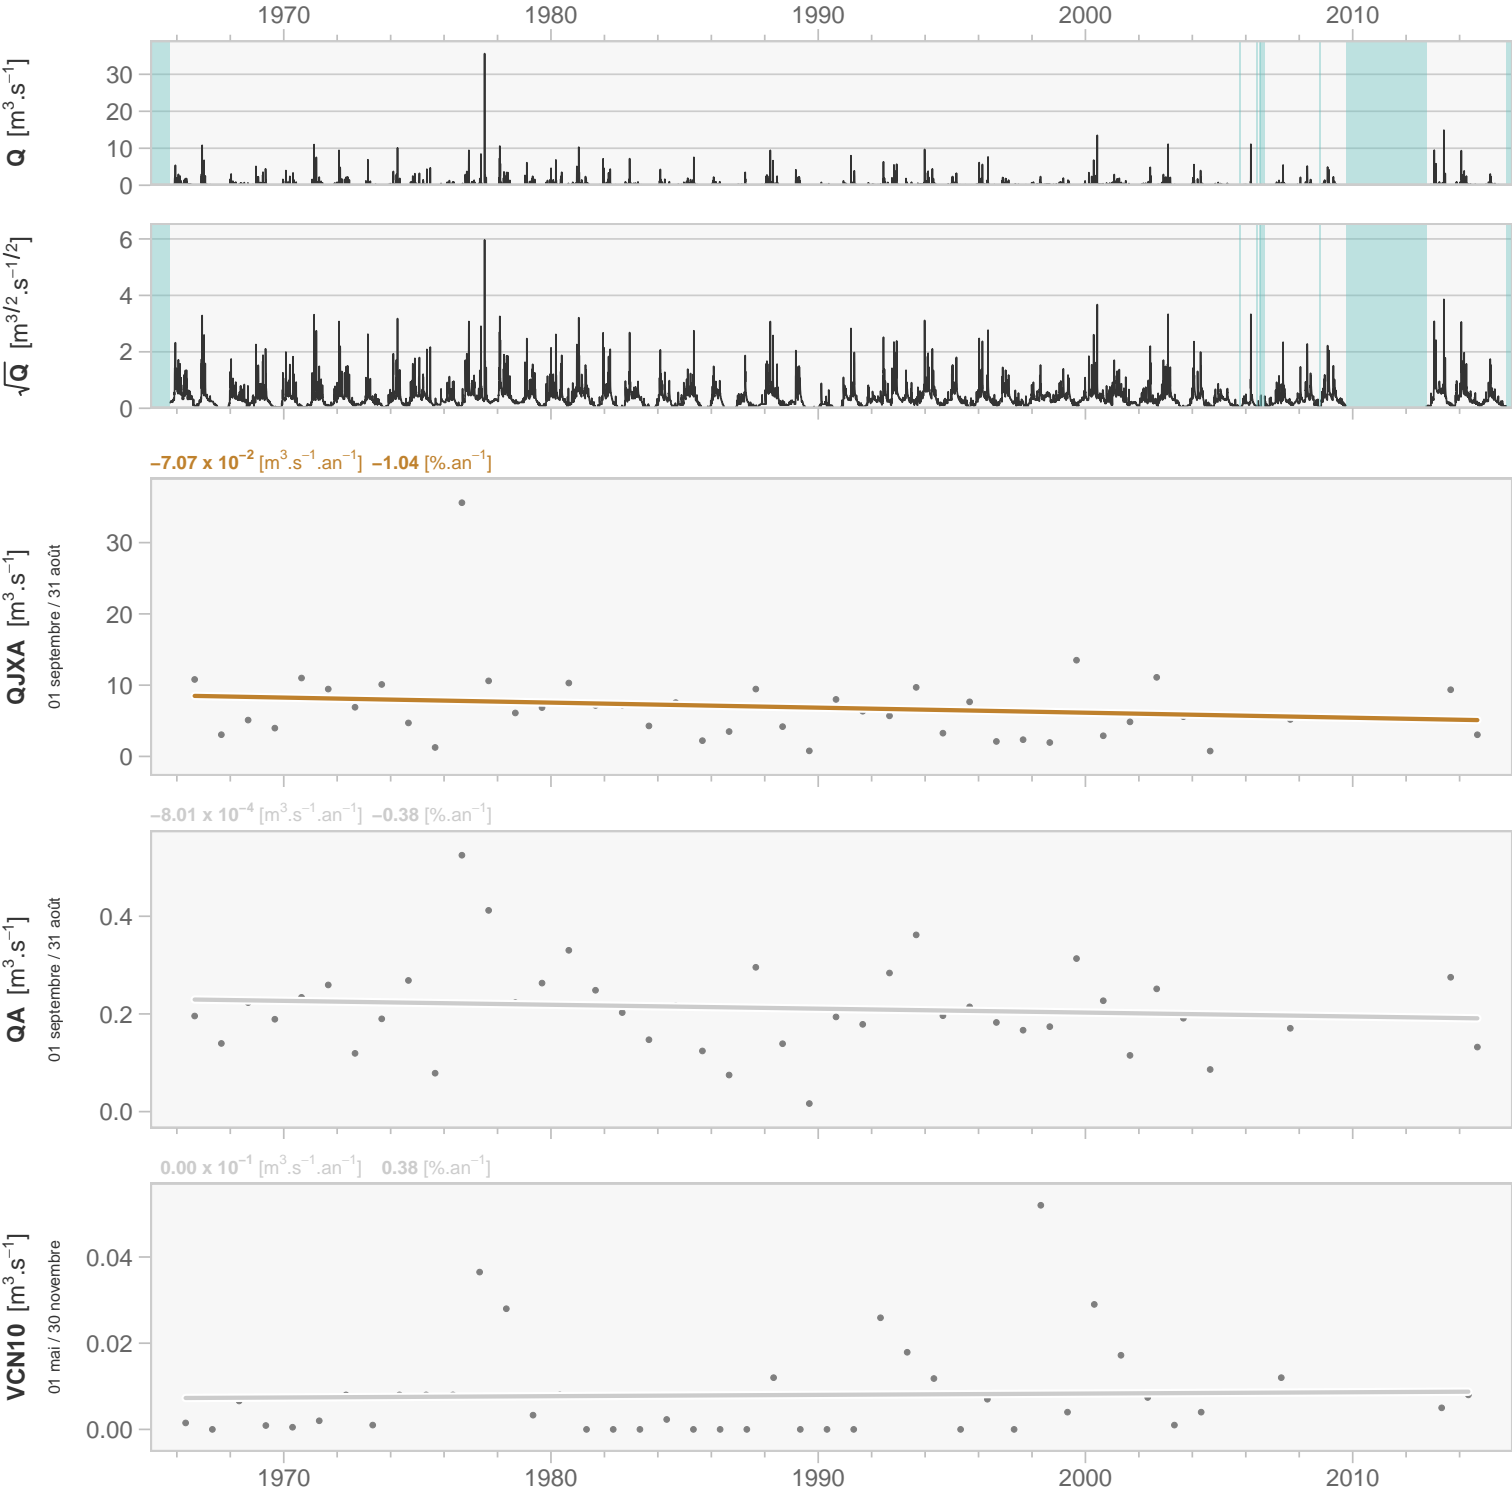 1970 1980 1990 2000 2010
Q [m³.s⁻¹]
30
20
10
0
√Q [m³ᐟ².s⁻¹ᐟ²]
6
4
2
0
−7.07 x 10⁻² [m³.s⁻¹.an⁻¹] −1.04 [%.an⁻¹]
QJXA [m³.s⁻¹]
01 septembre / 31 août
30
20
10
0
−8.01 x 10⁻⁴ [m³.s⁻¹.an⁻¹] −0.38 [%.an⁻¹]
QA [m³.s⁻¹]
01 septembre / 31 août
0.4
0.2
0.0
0.00 x 10⁻¹ [m³.s⁻¹.an⁻¹] 0.38 [%.an⁻¹]
VCN10 [m³.s⁻¹]
01 mai / 30 novembre
0.04
0.02
0.00
1970 1980 1990 2000 2010